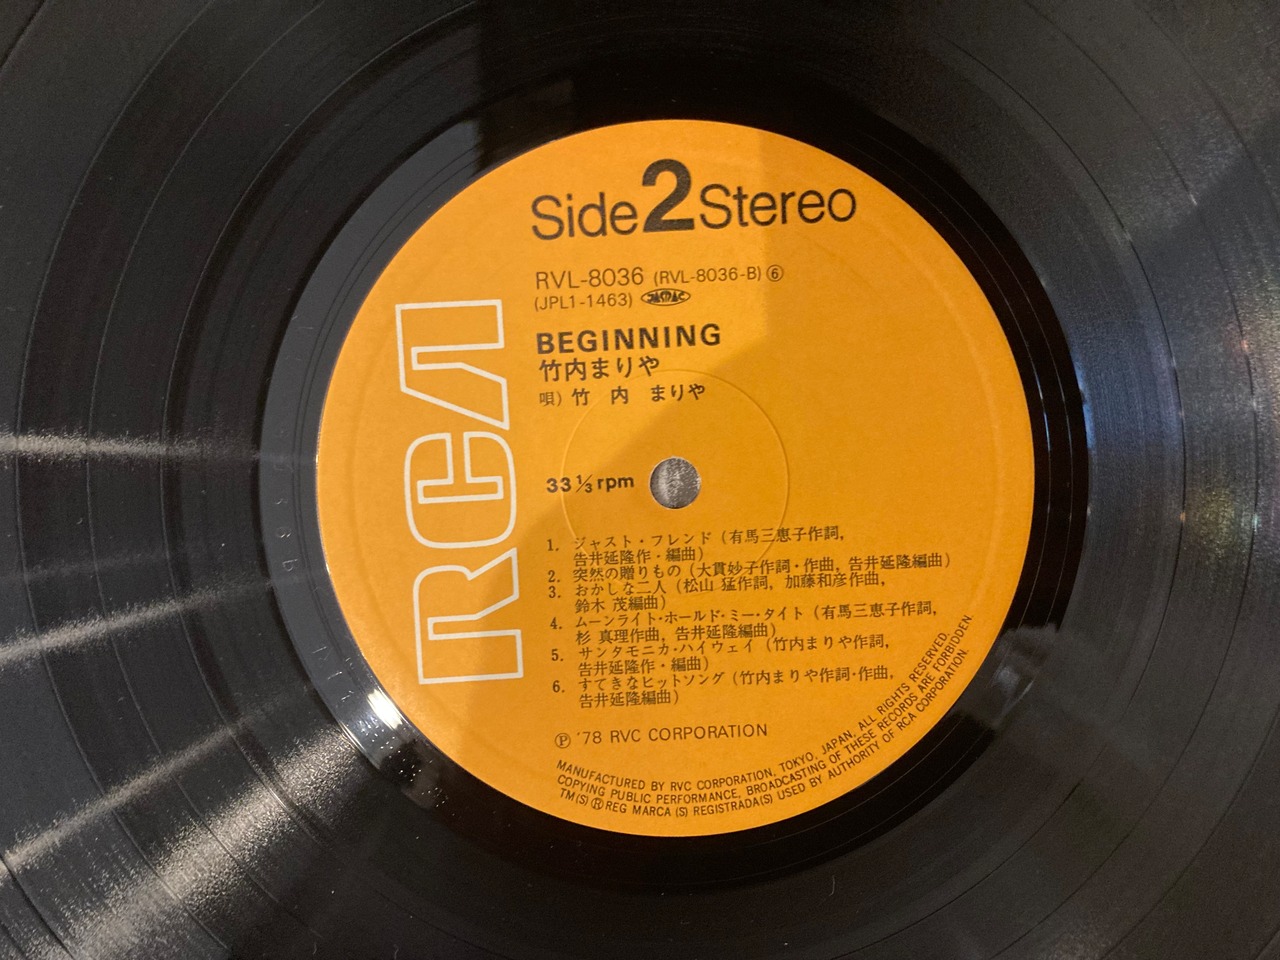 Side 2 Stereo
RVL-8036 (RVL-8036-B) ⑥
(JPL1-1463) JASRAC
BEGINNING
竹内まりや
唄) 竹 内 まりや
33 1/3 rpm
RCA
1. ジャスト・フレンド (有馬三恵子作詞,
告井延隆作・編曲)
2. 突然の贈りもの (大貫妙子作詞・作曲, 告井延隆編曲)
3. おかしな二人 (松山 猛作詞, 加藤和彦作曲,
鈴木 茂編曲)
4. ムーンライト・ホールド・ミー・タイト (有馬三恵子作詞,
杉 真理作曲, 告井延隆編曲)
5. サンタモニカ・ハイウェイ (竹内まりや作詞,
告井延隆作・編曲)
6. すてきなヒットソング (竹内まりや作詞・作曲,
告井延隆編曲)
Ⓟ '78 RVC CORPORATION
MANUFACTURED BY RVC CORPORATION, TOKYO, JAPAN, ALL RIGHTS RESERVED.
COPYING PUBLIC PERFORMANCE, BROADCASTING OF THESE RECORDS ARE FORBIDDEN
TM(S) Ⓡ REG MARCA (S) REGISTRADA(S) USED BY AUTHORITY OF RCA CORPORATION.